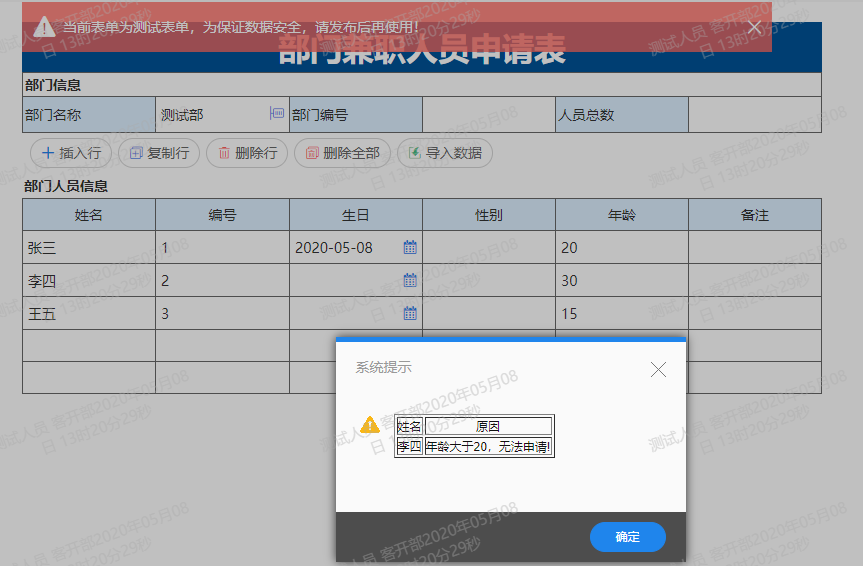 当前表单为测试表单，为保证数据安全，请发布后再使用！
部门兼职人员申请表
部门信息
部门名称 测试部 部门编号 人员总数
插入行 复制行 删除行 删除全部 导入数据
部门人员信息
姓名 编号 生日 性别 年龄 备注
张三 1 2020-05-08 20
李四 2 30
王五 3 15
系统提示
姓名 原因
李四 年龄大于20，无法申请!
确定
测试人员 客开部2020年05月08
日 13时20分29秒